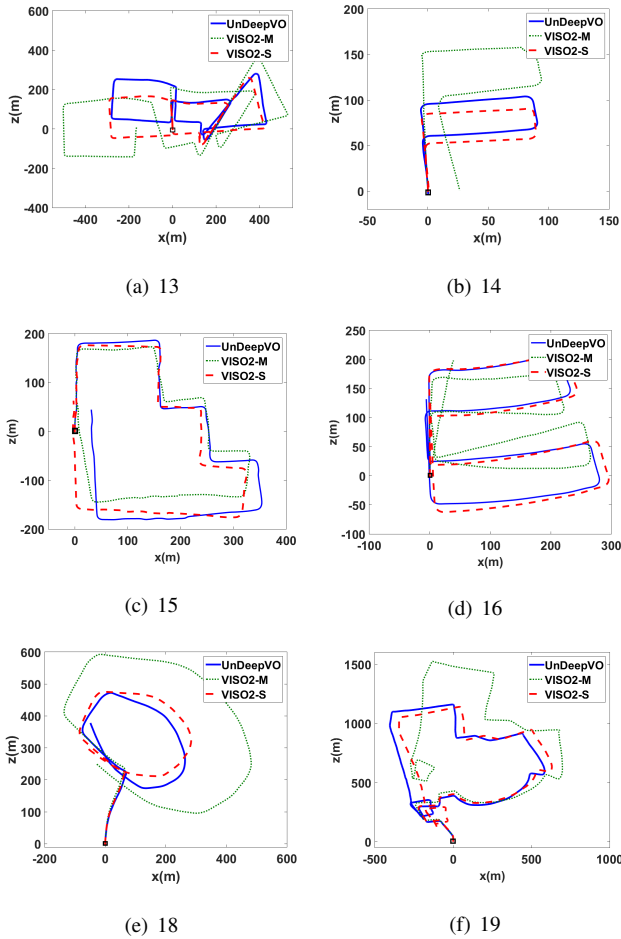 600
400
200
0
-200
-400
z(m)
-400 -200 0 200 400
x(m)
UnDeepVO
VISO2-M
VISO2-S
(a) 13
200
150
100
50
0
z(m)
-50 0 50 100 150
x(m)
UnDeepVO
VISO2-M
VISO2-S
(b) 14
200
100
0
-100
-200
z(m)
0 100 200 300 400
x(m)
UnDeepVO
VISO2-M
VISO2-S
(c) 15
250
200
150
100
50
0
-50
-100
z(m)
-100 0 100 200 300
x(m)
UnDeepVO
VISO2-M
VISO2-S
(d) 16
600
500
400
300
200
100
0
z(m)
-200 0 200 400 600
x(m)
UnDeepVO
VISO2-M
VISO2-S
(e) 18
1500
1000
500
0
z(m)
-500 0 500 1000
x(m)
UnDeepVO
VISO2-M
VISO2-S
(f) 19